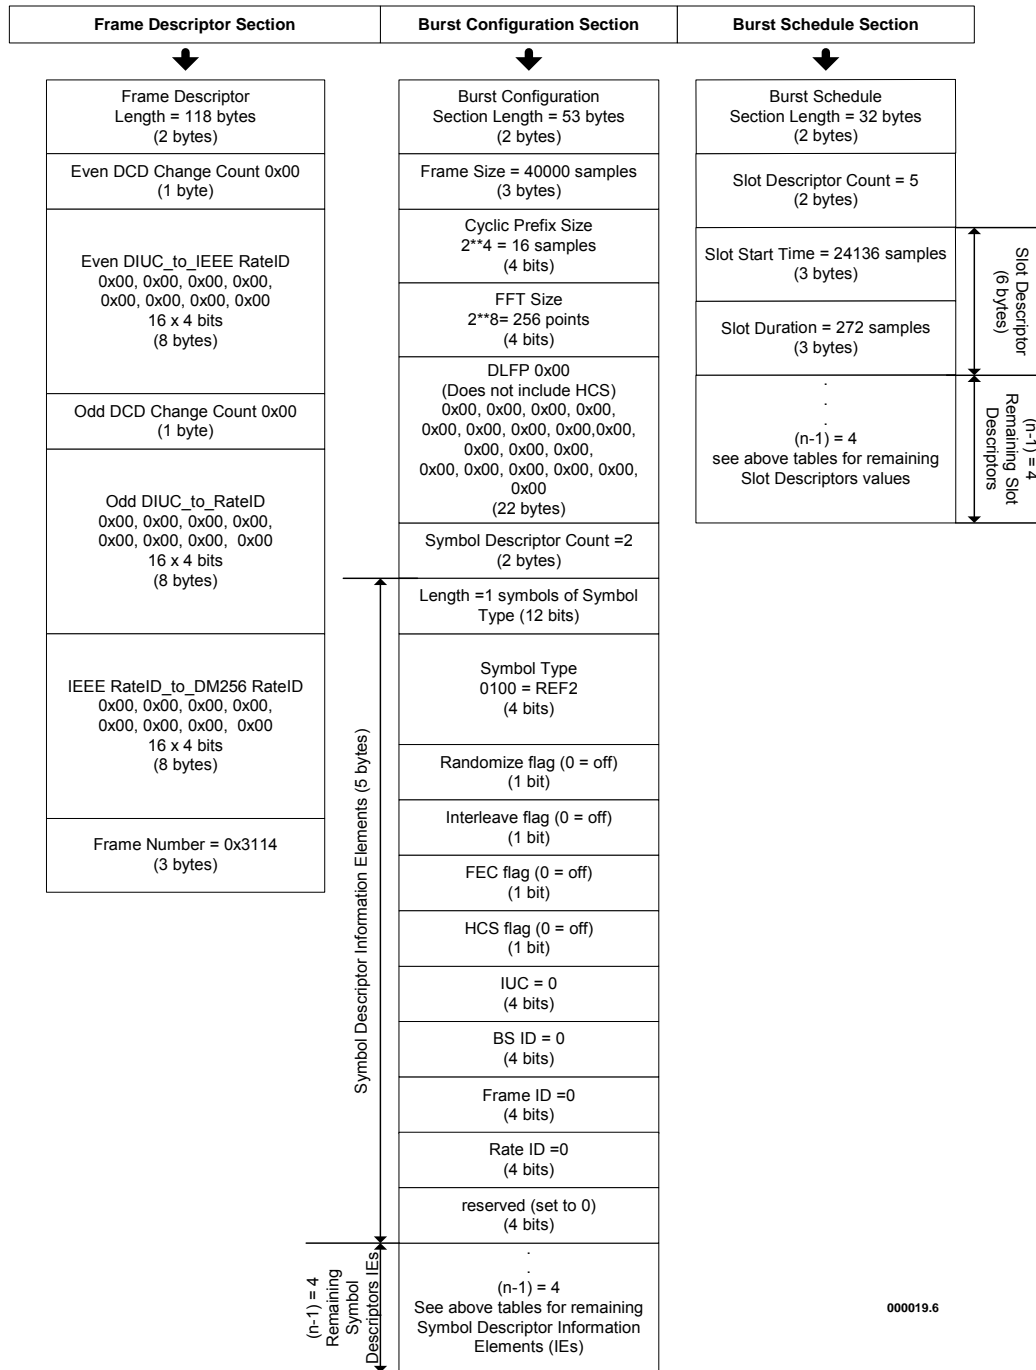 Frame Descriptor Section
Burst Configuration Section
Burst Schedule Section
Frame Descriptor
Length = 118 bytes
(2 bytes)
Even DCD Change Count 0x00
(1 byte)
Even DIUC_to_IEEE RateID
0x00, 0x00, 0x00, 0x00,
0x00, 0x00, 0x00, 0x00
16 x 4 bits
(8 bytes)
Odd DCD Change Count 0x00
(1 byte)
Odd DIUC_to_RateID
0x00, 0x00, 0x00, 0x00,
0x00, 0x00, 0x00, 0x00
16 x 4 bits
(8 bytes)
IEEE RateID_to_DM256 RateID
0x00, 0x00, 0x00, 0x00,
0x00, 0x00, 0x00, 0x00
16 x 4 bits
(8 bytes)
Frame Number = 0x3114
(3 bytes)
Burst Configuration
Section Length = 53 bytes
(2 bytes)
Frame Size = 40000 samples
(3 bytes)
Cyclic Prefix Size
2**4 = 16 samples
(4 bits)
FFT Size
2**8= 256 points
(4 bits)
DLFP 0x00
(Does not include HCS)
0x00, 0x00, 0x00, 0x00,
0x00, 0x00, 0x00, 0x00,0x00,
0x00, 0x00, 0x00,
0x00, 0x00, 0x00, 0x00, 0x00,
0x00
(22 bytes)
Symbol Descriptor Count =2
(2 bytes)
Length =1 symbols of Symbol
Type (12 bits)
Symbol Type
0100 = REF2
(4 bits)
Randomize flag (0 = off)
(1 bit)
Interleave flag (0 = off)
(1 bit)
FEC flag (0 = off)
(1 bit)
HCS flag (0 = off)
(1 bit)
IUC = 0
(4 bits)
BS ID = 0
(4 bits)
Frame ID =0
(4 bits)
Rate ID =0
(4 bits)
reserved (set to 0)
(4 bits)
.
.
(n-1) = 4
See above tables for remaining
Symbol Descriptor Information
Elements (IEs)
Symbol Descriptor Information Elements (5 bytes)
(n-1) = 4
Remaining
Symbol
Descriptors IEs
Burst Schedule
Section Length = 32 bytes
(2 bytes)
Slot Descriptor Count = 5
(2 bytes)
Slot Start Time = 24136 samples
(3 bytes)
Slot Duration = 272 samples
(3 bytes)
.
.
.
(n-1) = 4
see above tables for remaining
Slot Descriptors values
Slot Descriptor
(6 bytes)
(n-1) = 4
Remaining Slot
Descriptors
000019.6